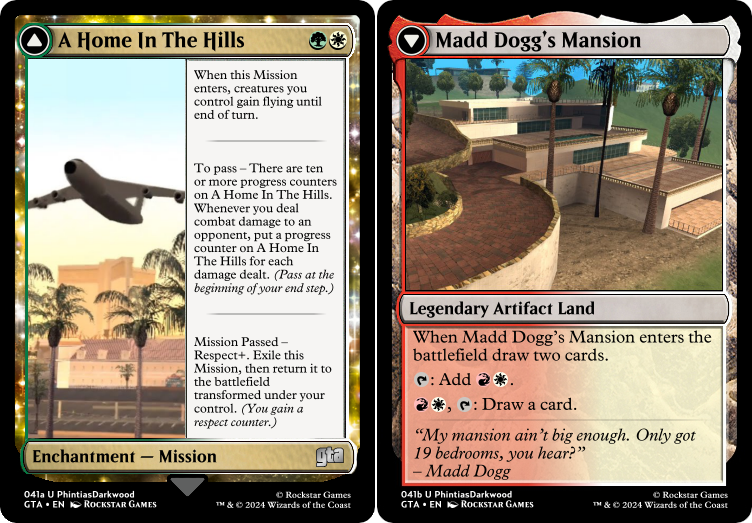 A Home In The Hills
When this Mission
enters, creatures you
control gain flying until
end of turn.
To pass – There are ten
or more progress counters
on A Home In The Hills.
Whenever you deal
combat damage to an
opponent, put a progress
counter on A Home In
The Hills for each
damage dealt. (Pass at the
beginning of your end step.)
Mission Passed –
Respect+. Exile this
Mission, then return it to
the battlefield
transformed under your
control. (You gain a
respect counter.)
Enchantment — Mission
gta
041a U PhintiasDarkwood
GTA • EN Rockstar Games
© Rockstar Games
™ & © 2024 Wizards of the Coast
Madd Dogg's Mansion
Legendary Artifact Land
When Madd Dogg's Mansion enters the
battlefield draw two cards.
: Add .
, : Draw a card.
"My mansion ain't big enough. Only got
19 bedrooms, you hear?"
– Madd Dogg
041b U PhintiasDarkwood
GTA • EN Rockstar Games
© Rockstar Games
™ & © 2024 Wizards of the Coast